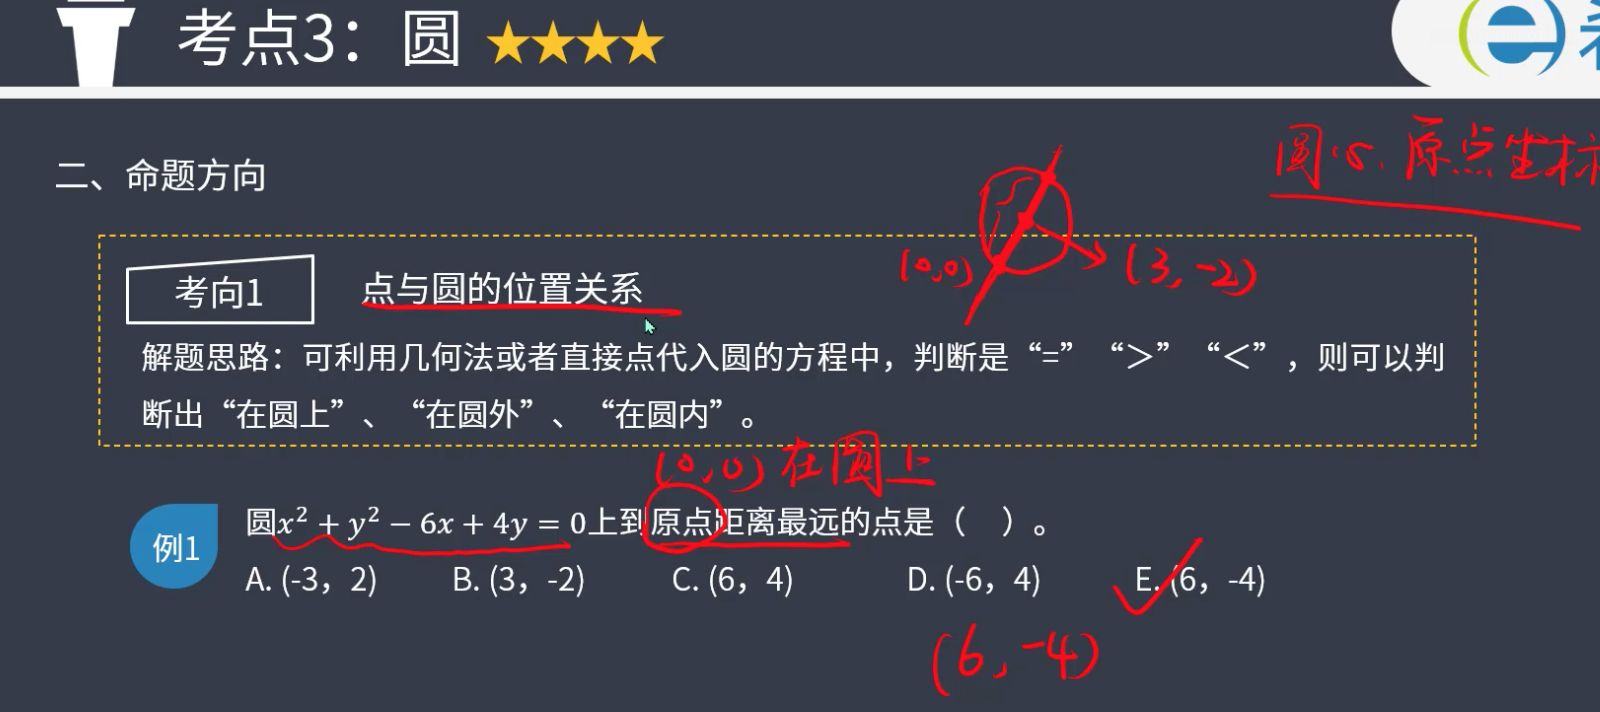 考点3：圆 ★★★★
圆心、原点坐标
二、命题方向
(0,0)
(3,-2)
考向1 点与圆的位置关系
解题思路：可利用几何法或者直接点代入圆的方程中，判断是“=” “＞” “＜”，则可以判
断出“在圆上”、“在圆外”、“在圆内”。
(0,0)在圆上
例1 圆x² + y² − 6x + 4y = 0上到原点距离最远的点是（ ）。
A. (-3，2) B. (3，-2) C. (6，4) D. (-6，4) E. (6，-4)
(6,-4)